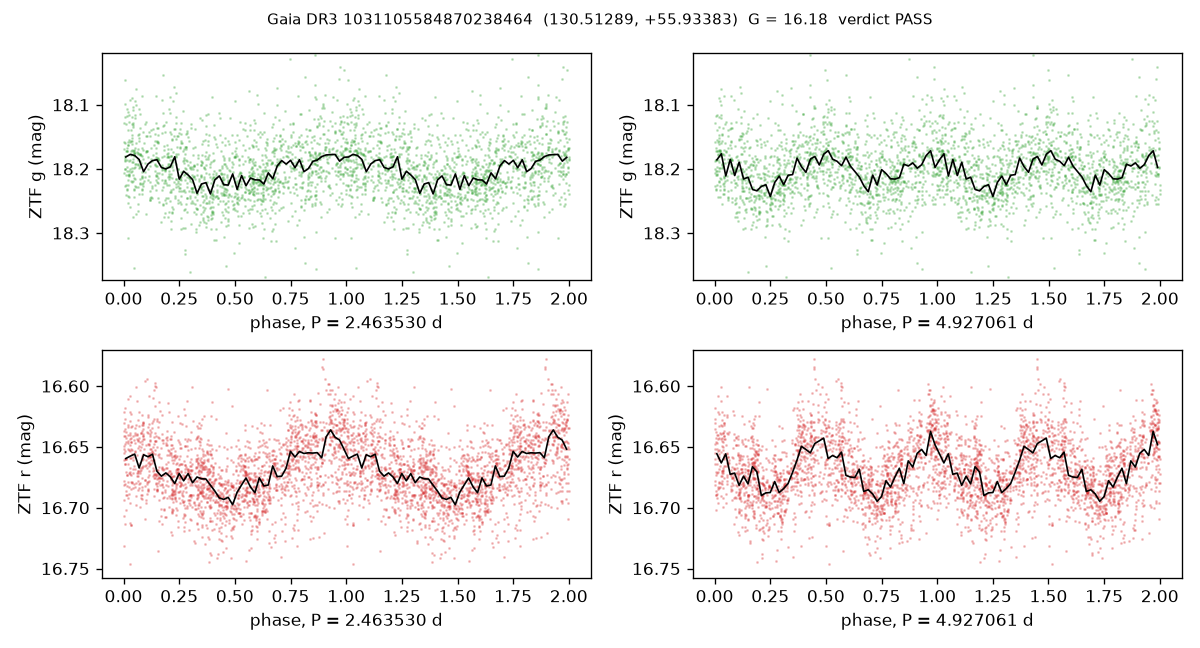 Gaia DR3 1031105584870238464  (130.51289, +55.93383)  G = 16.18  verdict PASS
ZTF g (mag)
18.1
18.2
18.3
0.00 0.25 0.50 0.75 1.00 1.25 1.50 1.75 2.00
phase, P = 2.463530 d
ZTF g (mag)
18.1
18.2
18.3
0.00 0.25 0.50 0.75 1.00 1.25 1.50 1.75 2.00
phase, P = 4.927061 d
ZTF r (mag)
16.60
16.65
16.70
16.75
0.00 0.25 0.50 0.75 1.00 1.25 1.50 1.75 2.00
phase, P = 2.463530 d
ZTF r (mag)
16.60
16.65
16.70
16.75
0.00 0.25 0.50 0.75 1.00 1.25 1.50 1.75 2.00
phase, P = 4.927061 d